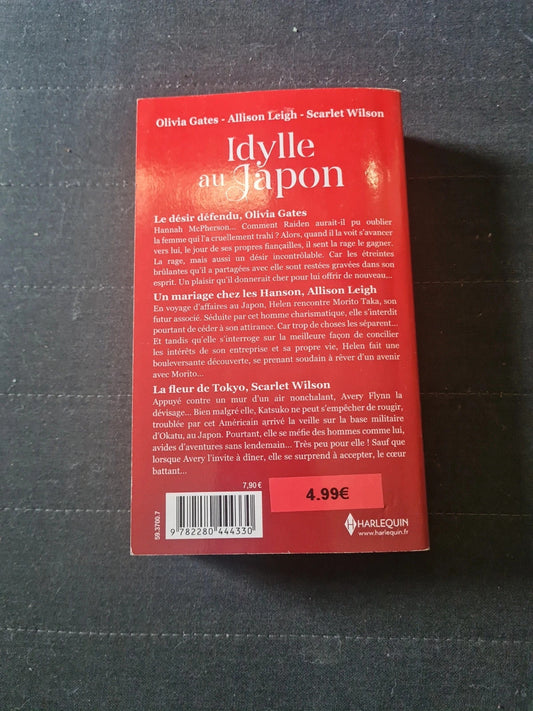 Olivia Gates - Allison Leigh - Scarlet Wilson
Idylle
au Japon
Le désir défendu, Olivia Gates
Hannah McPherson... Comment Raiden aurait-il pu oublier
la femme qui l'a cruellement trahi ? Alors, quand il la voit s'avancer
vers lui, le jour de ses propres fiançailles, il sent la rage le gagner.
La rage, mais aussi un désir incontrôlable. Car les étreintes
brûlantes qu'il a partagées avec elle sont restées gravées dans son
esprit. Un plaisir qu'il donnerait cher pour lui offrir de nouveau...
Un mariage chez les Hanson, Allison Leigh
En voyage d'affaires au Japon, Helen rencontre Morito Taka, son
futur associé. Séduite par cet homme charismatique, elle s'interdit
pourtant de céder à son attirance. Car trop de choses les séparent...
Et tandis qu'elle s'interroge sur la meilleure façon de concilier
les intérêts de son entreprise et sa propre vie, Helen fait une
bouleversante découverte, se prenant soudain à rêver d'un avenir
avec Morito...
La fleur de Tokyo, Scarlet Wilson
Appuyé contre un mur d'un air nonchalant, Avery Flynn la
dévisage... Bien malgré elle, Katsuko ne peut s'empêcher de rougir,
troublée par cet Américain arrivé la veille sur la base militaire
d'Okatu, au Japon. Pourtant, elle se méfie des hommes comme lui,
avides d'aventures sans lendemain... Très peu pour elle ! Sauf que
lorsque Avery l'invite à dîner, elle se surprend à accepter, le cœur
battant...
7,90 €
4.99€
59.3700.7
9 782280 444330
HARLEQUIN
www.harlequin.fr